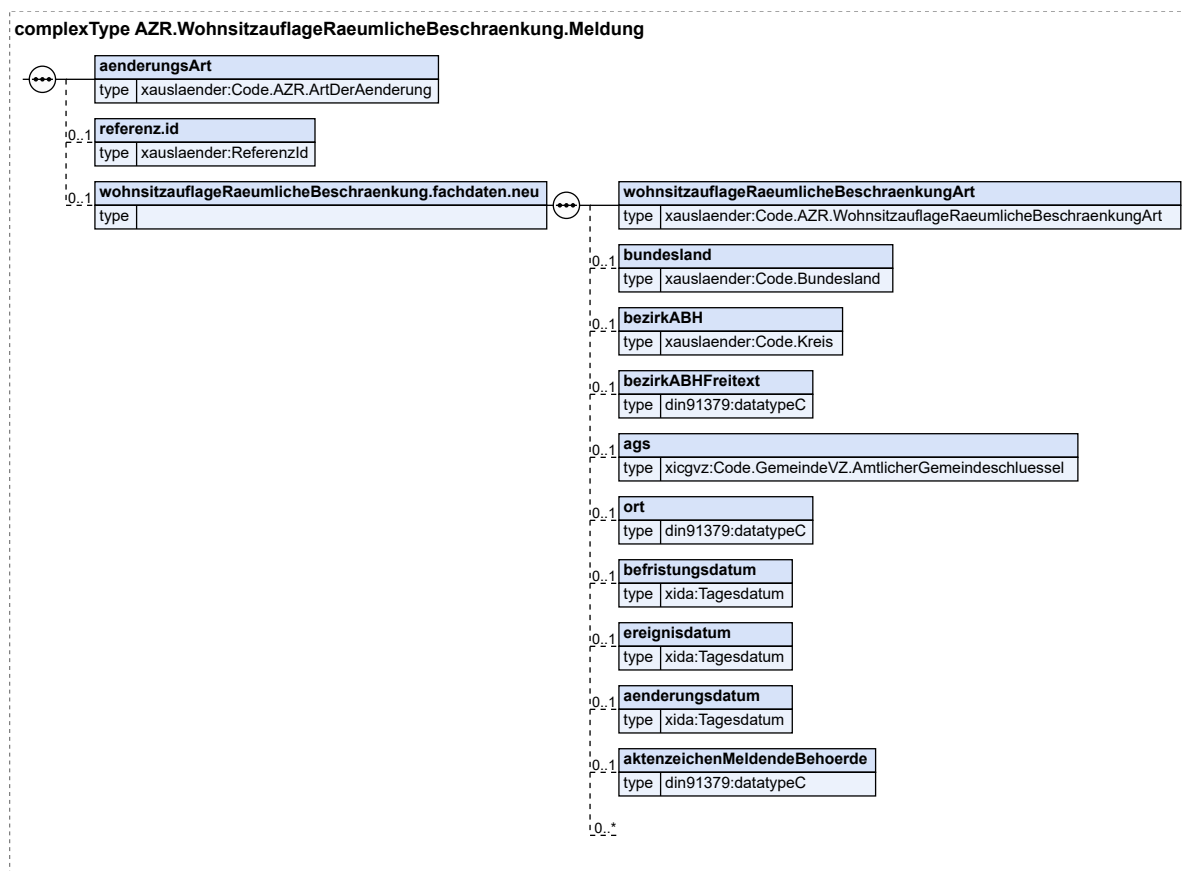 complexType AZR.WohnsitzauflageRaeumlicheBeschraenkung.Meldung
aenderungsArt
type xauslaender:Code.AZR.ArtDerAenderung
0..1 referenz.id
type xauslaender:ReferenzId
0..1 wohnsitzauflageRaeumlicheBeschraenkung.fachdaten.neu
type
wohnsitzauflageRaeumlicheBeschraenkungArt
type xauslaender:Code.AZR.WohnsitzauflageRaeumlicheBeschraenkungArt
0..1 bundesland
type xauslaender:Code.Bundesland
0..1 bezirkABH
type xauslaender:Code.Kreis
0..1 bezirkABHFreitext
type din91379:datatypeC
0..1 ags
type xicgvz:Code.GemeindeVZ.AmtlicherGemeindeschluessel
0..1 ort
type din91379:datatypeC
0..1 befristungsdatum
type xida:Tagesdatum
0..1 ereignisdatum
type xida:Tagesdatum
0..1 aenderungsdatum
type xida:Tagesdatum
0..1 aktenzeichenMeldendeBehoerde
type din91379:datatypeC
0..*